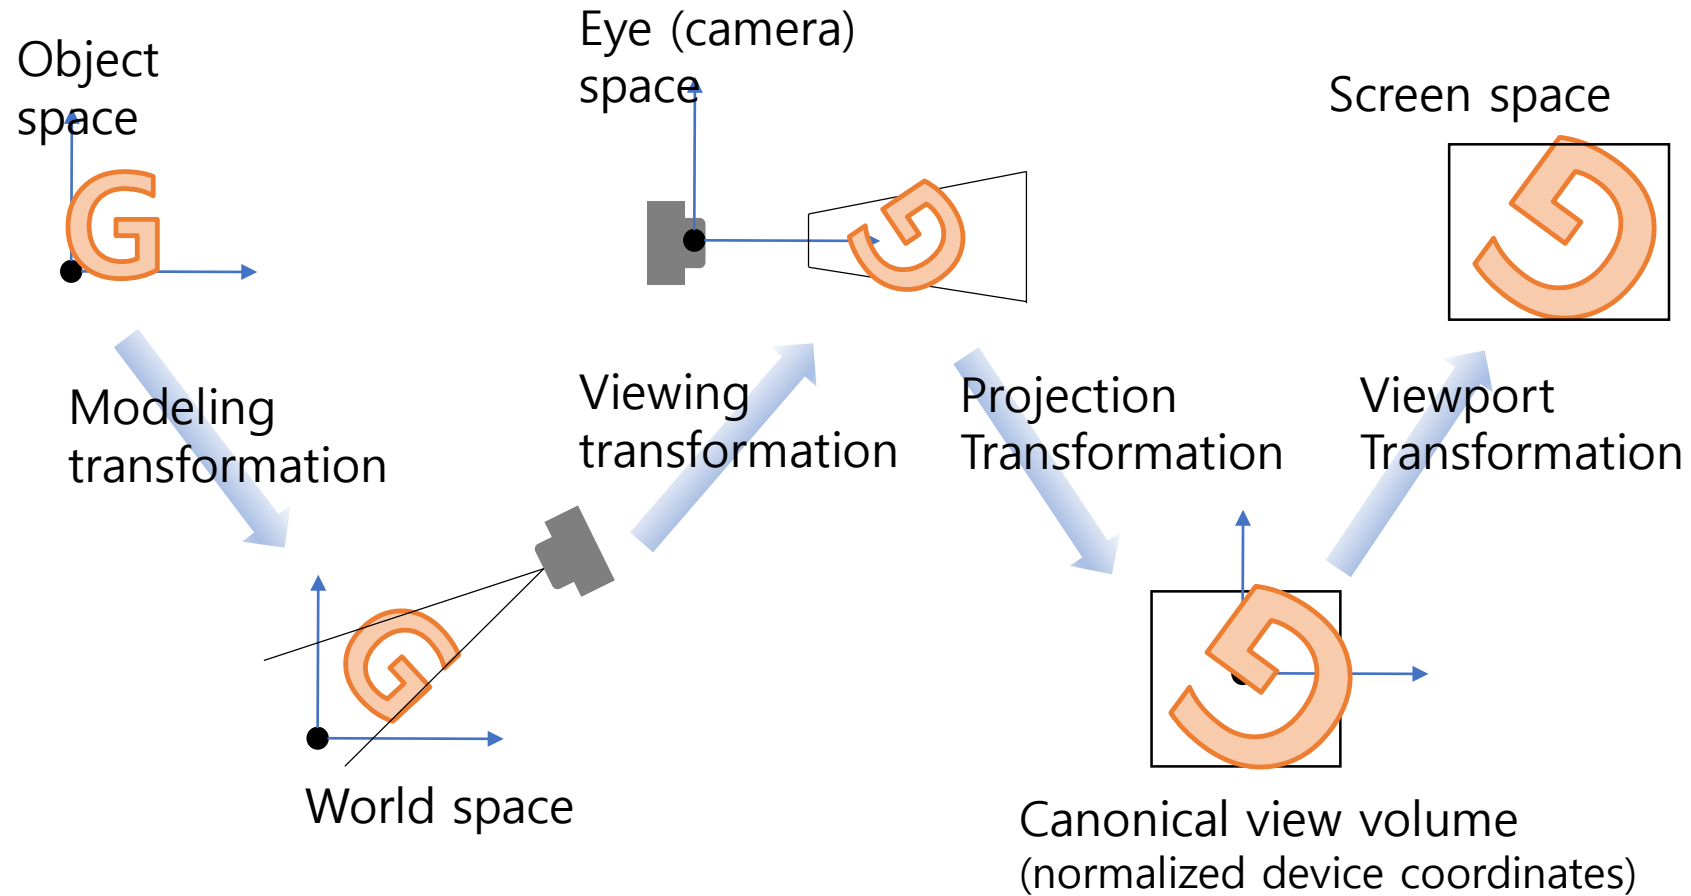 Object
space
G
Modeling
transformation
G
World space
Eye (camera)
space
G
Viewing
transformation
Projection
Transformation
G
Canonical view volume
(normalized device coordinates)
Viewport
Transformation
Screen space
G